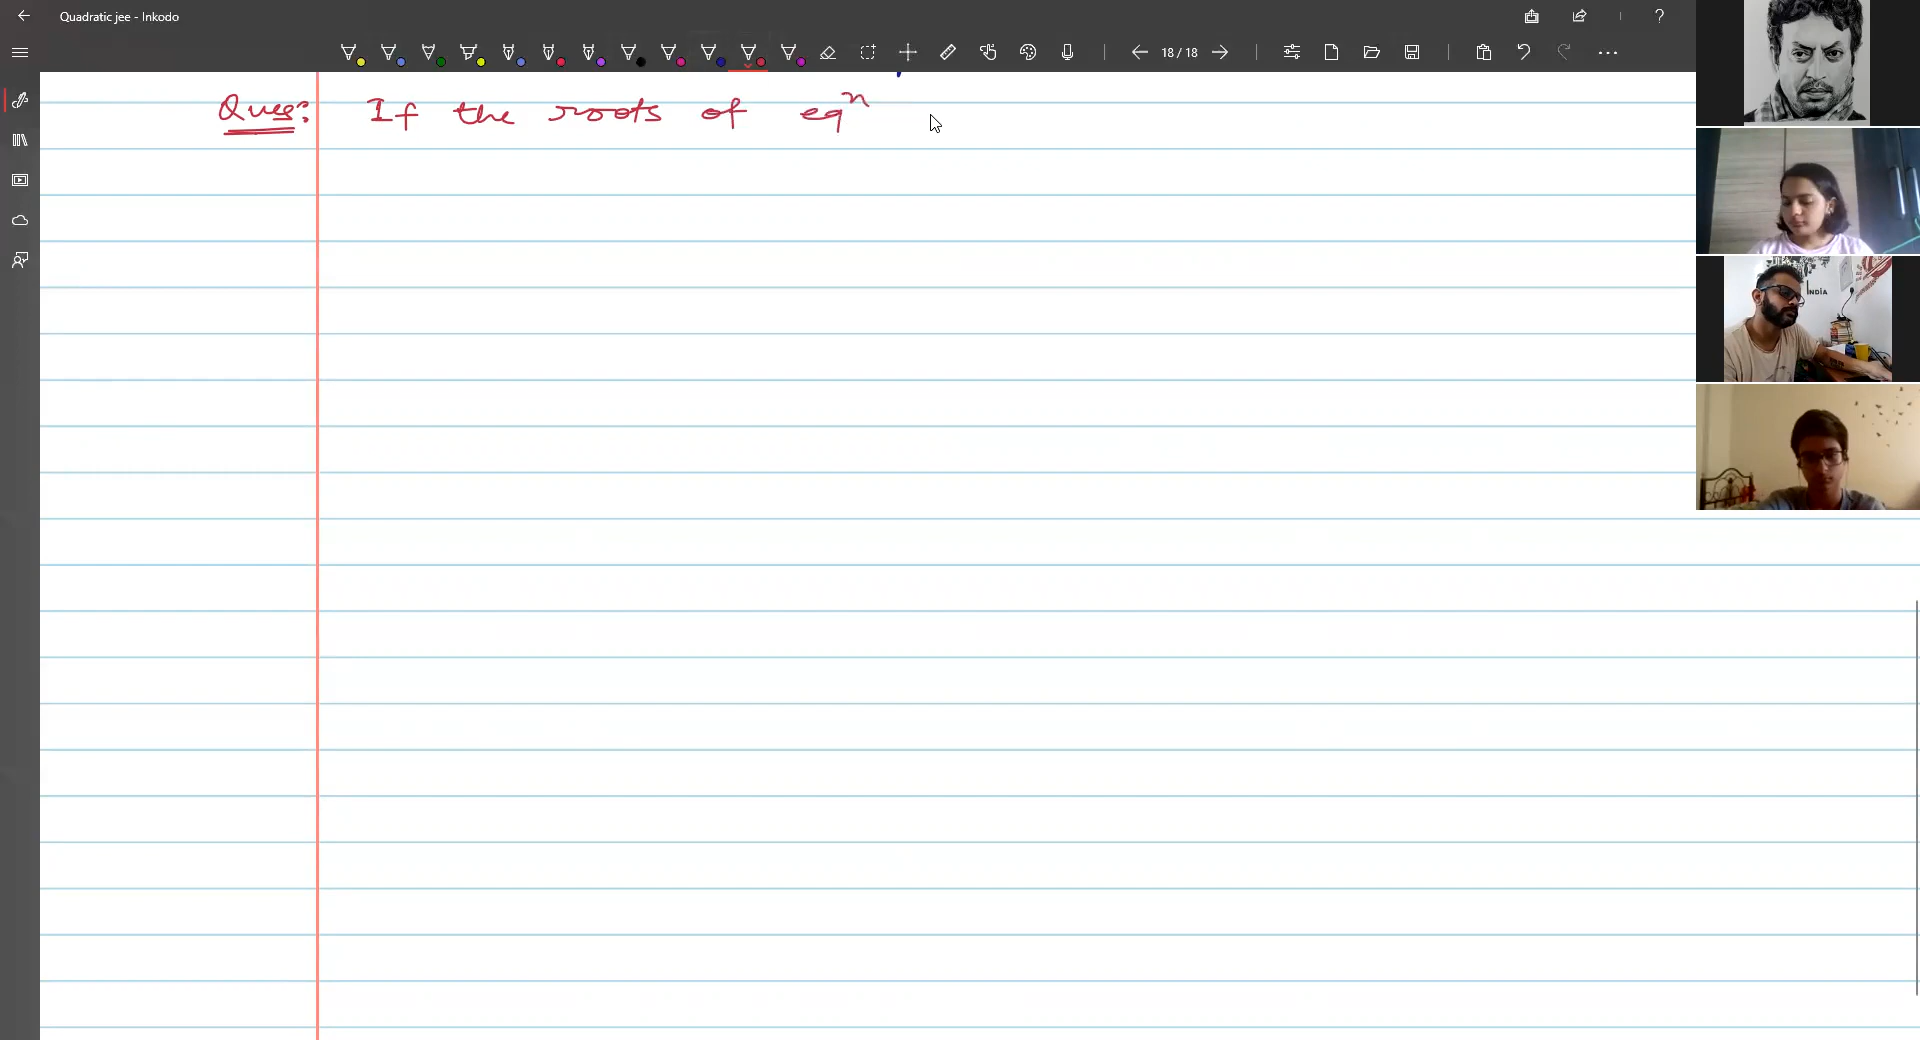 Quadratic jee - Inkodo
18 / 18
?
Ques: If the roots of eqⁿ
INDIA